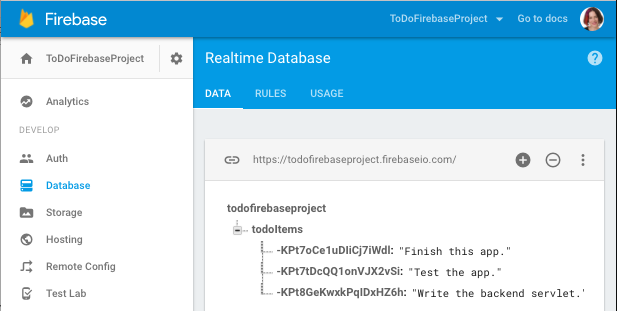 Firebase
ToDoFirebaseProject
Go to docs
ToDoFirebaseProject
Realtime Database
?
DATA
RULES
USAGE
Analytics
DEVELOP
Auth
Database
Storage
Hosting
Remote Config
Test Lab
https://todofirebaseproject.firebaseio.com/
todofirebaseproject
todoItems
-KPt7oCe1uDIiCj7iWdl: "Finish this app."
-KPt7tDcQQ1onVJX2vSi: "Test the app."
-KPt8GeKwxkPqIDxHZ6h: "Write the backend servlet.'